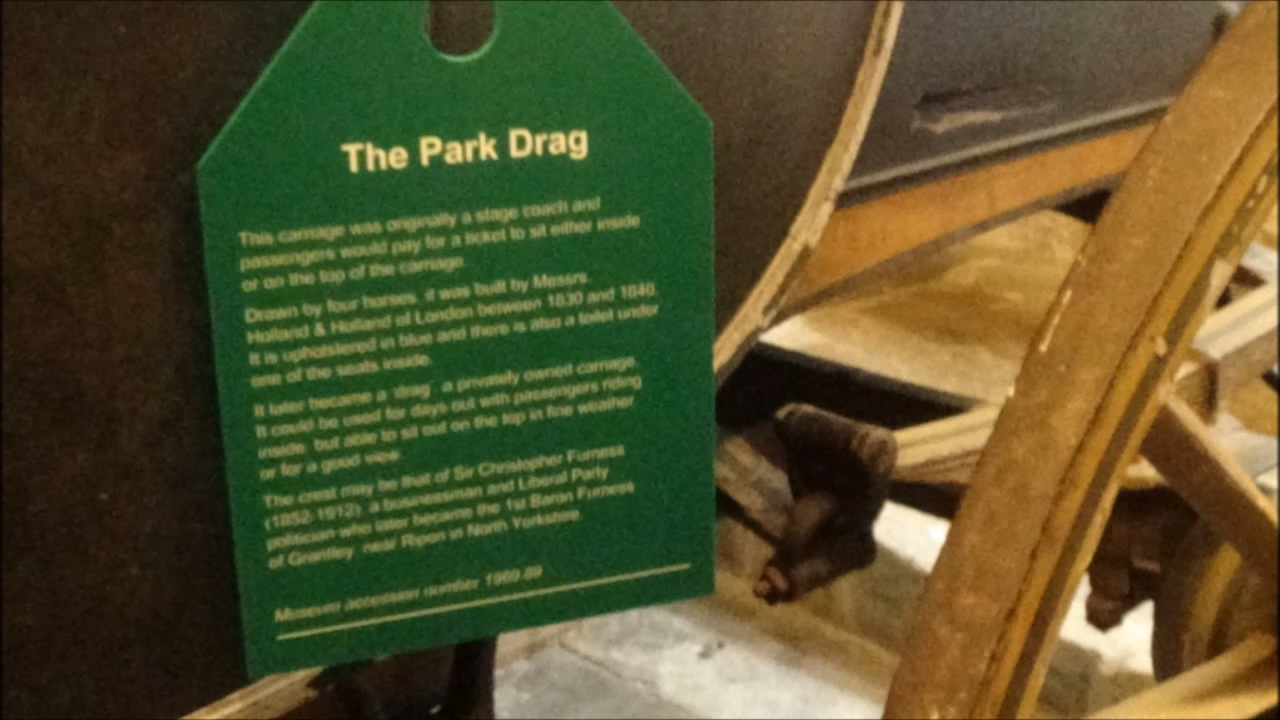 The Park Drag
This carriage was originally a stage coach and
passengers would pay for a ticket to sit either inside
or on the top of the carriage.
Drawn by four horses, it was built by Messrs.
Holland & Holland of London between 1830 and 1840.
It is upholstered in blue and there is also a toilet under
one of the seats inside.
It later became a 'drag', a privately owned carriage.
It could be used for days out with passengers riding
inside, but able to sit out on the top in fine weather
or for a good view.
The crest may be that of Sir Christopher Furness
(1852-1912), a businessman and Liberal Party
politician who later became the 1st Baron Furness
of Grantley, near Ripon in North Yorkshire.
Museum accession number